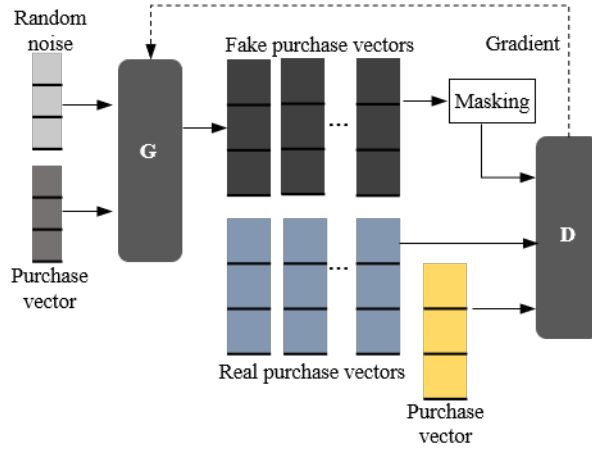 Random
noise
Fake purchase vectors
Gradient
Masking
G
...
D
Purchase
vector
...
Real purchase vectors
Purchase
vector